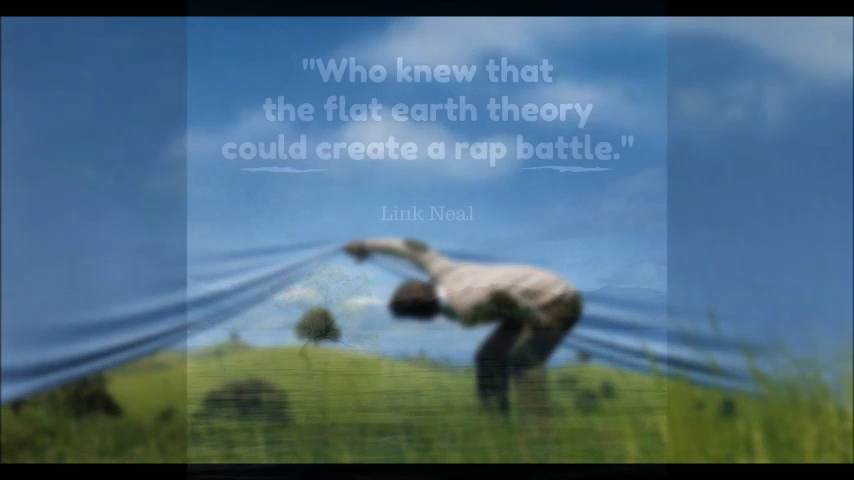 "Who knew that
the flat earth theory
could create a rap battle."
Link Neal